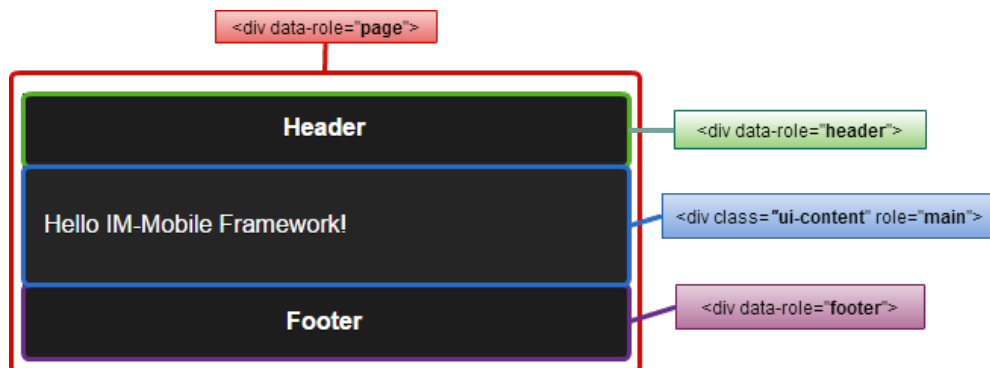 <div data-role="page">
Header
<div data-role="header">
Hello IM-Mobile Framework!
<div class="ui-content" role="main">
Footer
<div data-role="footer">